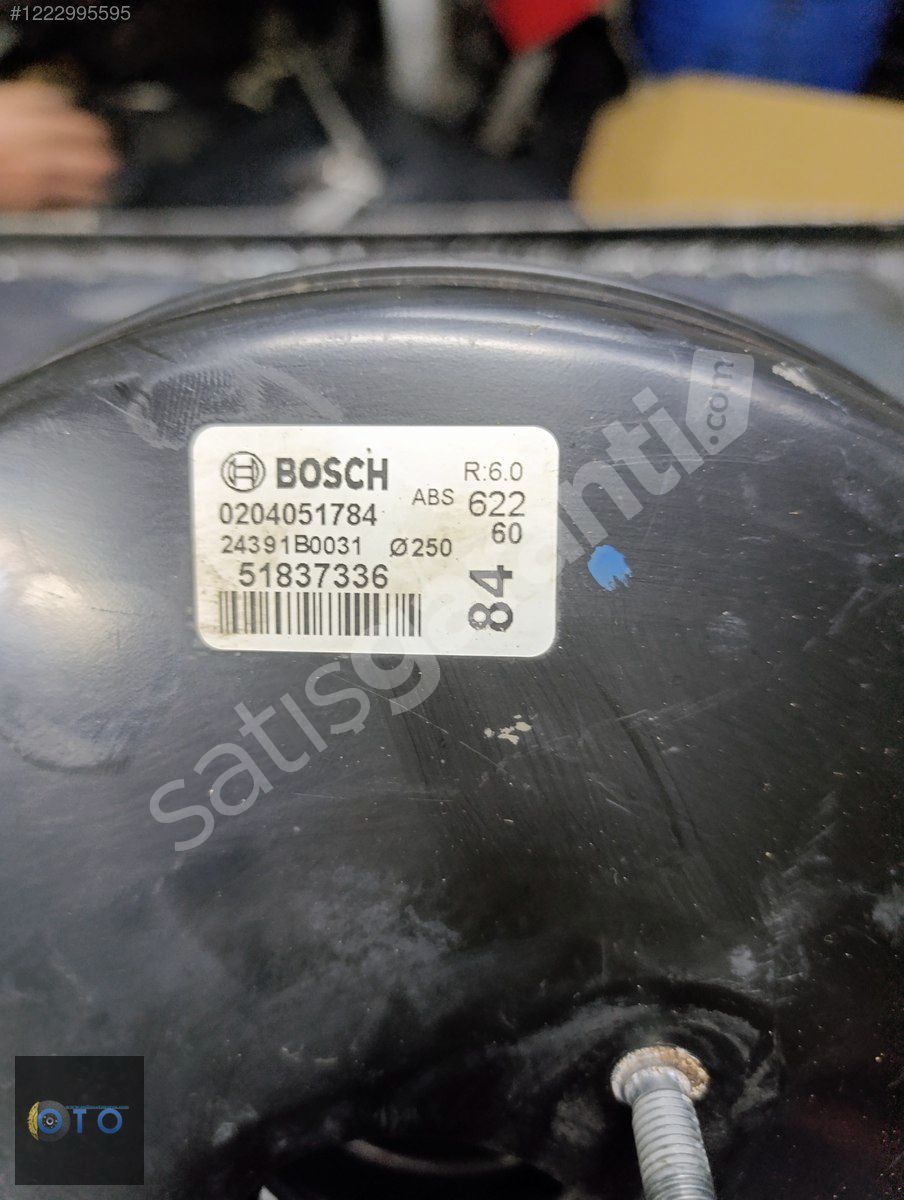 #1222995595
BOSCH R:6.0
0204051784 ABS 622
24391B0031 Ø250 60
51837336
84
satışgaranti.com
OTO